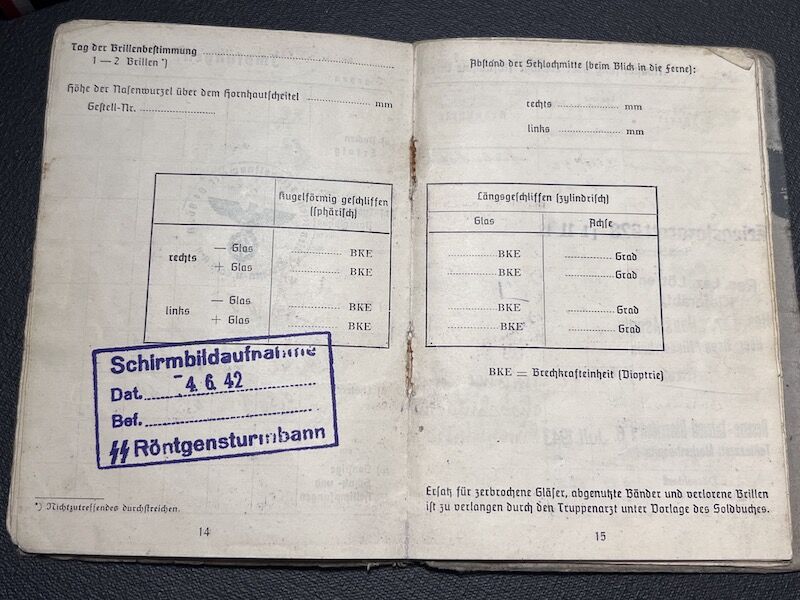 Tag der Brillenbestimmung ..............................
1 — 2 Brillen *)
Höhe der Nasenwurzel über dem Hornhautscheitel .................... mm
Gestell-Nr. ....................
Kugelförmig geschliffen
(sphärisch)
rechts — Glas ............ BKE
+ Glas ............ BKE
links — Glas ............ BKE
+ Glas ............ BKE
Schirmbildaufnahme
Dat. 4. 6. 42
Bef. ....................
ᛋᛋ Röntgensturmbann
*) Nichtzutreffendes durchstreichen.
14
Abstand der Sehlochmitte (beim Blick in die Ferne):
rechts .................. mm
links .................. mm
Längsgeschliffen (zylindrisch)
Glas Achse
............ BKE ............ Grad
............ BKE ............ Grad
............ BKE ............ Grad
............ BKE ............ Grad
BKE = Brechkrafteinheit (Dioptrie)
Ersatz für zerbrochene Gläser, abgenutzte Bänder und verlorene Brillen
ist zu verlangen durch den Truppenarzt unter Vorlage des Soldbuches.
15